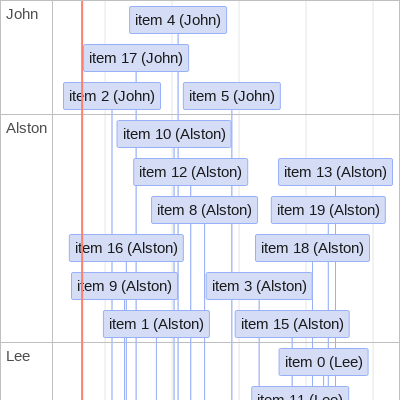 John
item 4 (John)
item 17 (John)
item 2 (John)
item 5 (John)
Alston
item 10 (Alston)
item 12 (Alston)
item 13 (Alston)
item 8 (Alston)
item 19 (Alston)
item 16 (Alston)
item 18 (Alston)
item 9 (Alston)
item 3 (Alston)
item 1 (Alston)
item 15 (Alston)
Lee
item 0 (Lee)
item 11 (Lee)